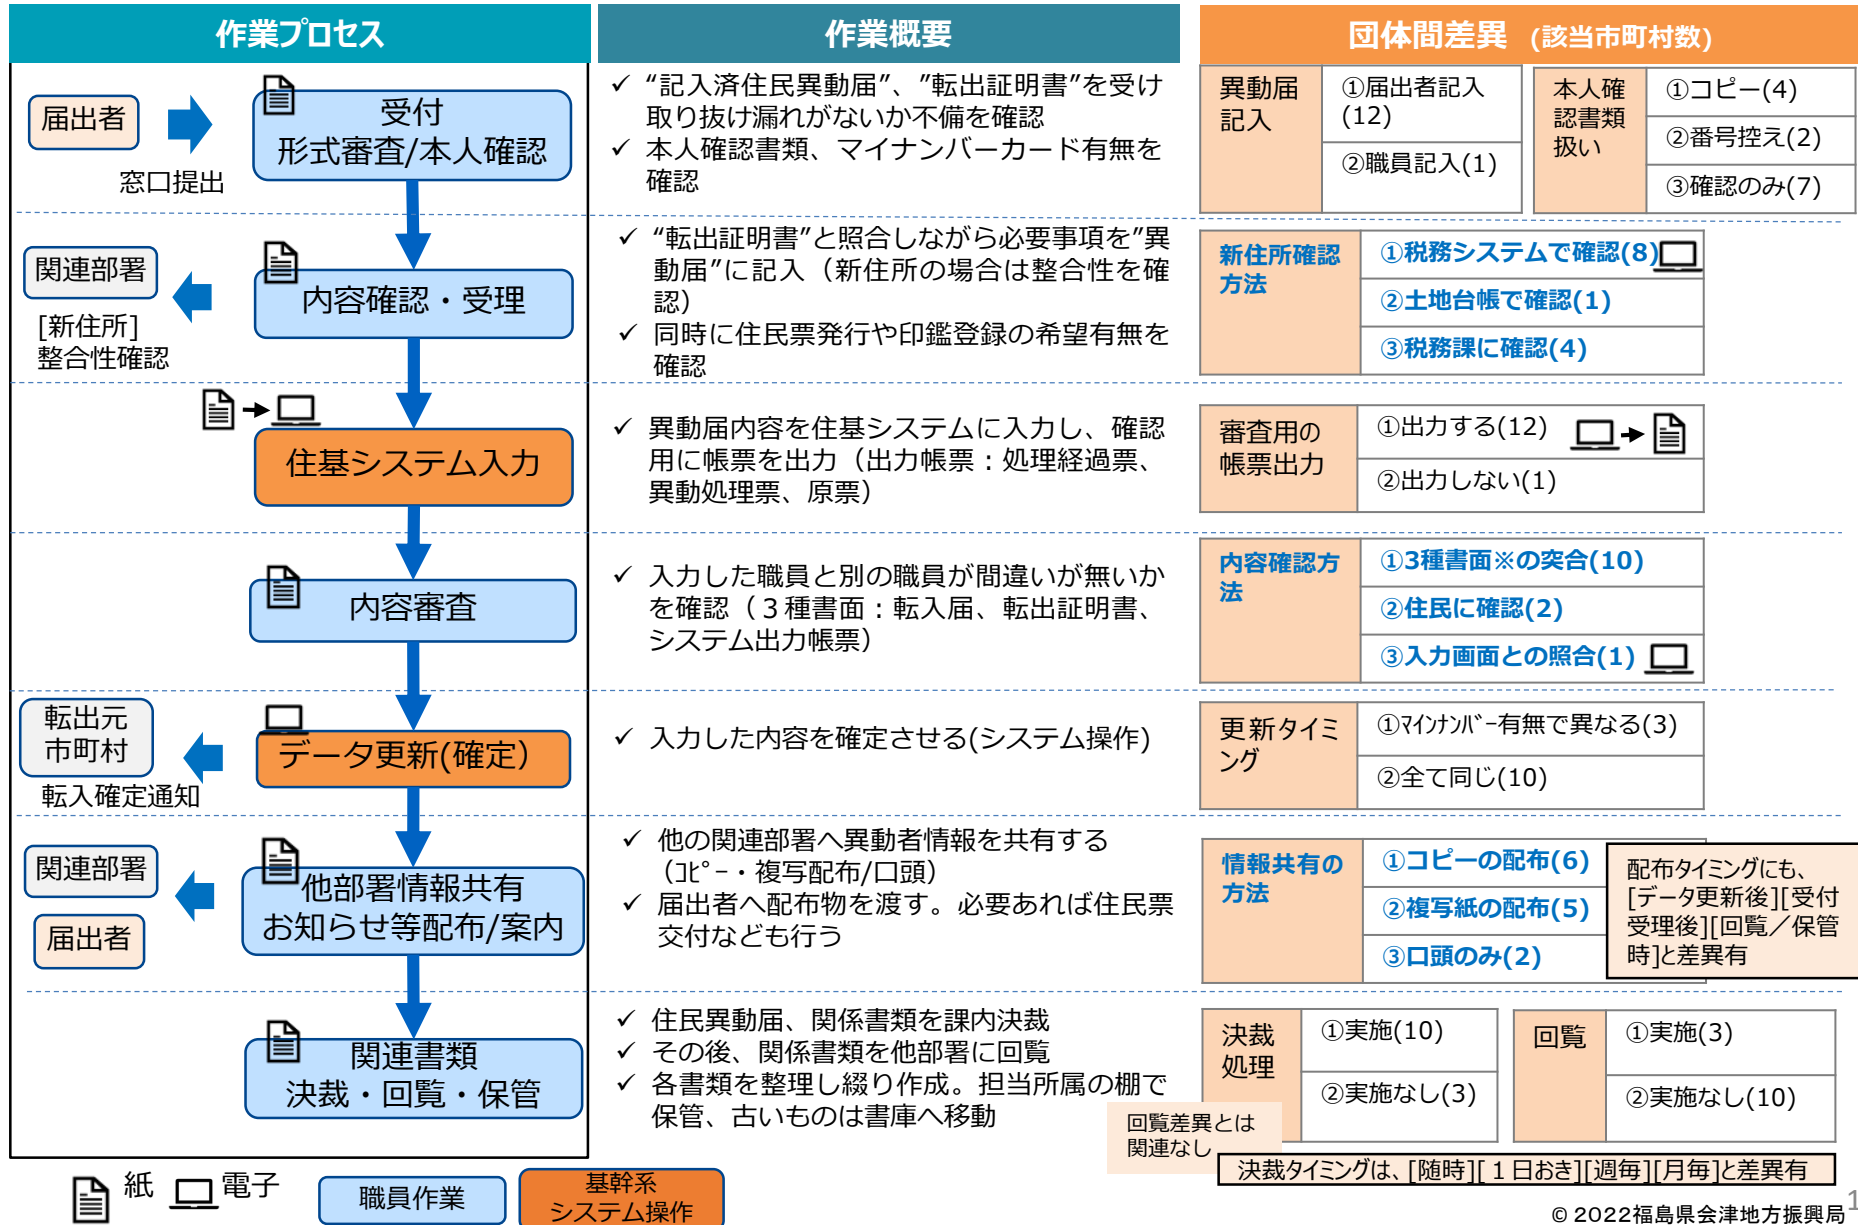 作業プロセス
作業概要
団体間差異 (該当市町村数)
届出者
窓口提出
受付
形式審査/本人確認
✓ “記入済住民異動届”、”転出証明書”を受け
取り抜け漏れがないか不備を確認
✓ 本人確認書類、マイナンバーカード有無を
確認
異動届
記入
①届出者記入
(12)
②職員記入(1)
本人確
認書類
扱い
①コピー(4)
②番号控え(2)
③確認のみ(7)
関連部署
[新住所]
整合性確認
内容確認・受理
✓ “転出証明書”と照合しながら必要事項を”異
動届”に記入（新住所の場合は整合性を確
認）
✓ 同時に住民票発行や印鑑登録の希望有無を
確認
新住所確認
方法
①税務システムで確認(8)
②土地台帳で確認(1)
③税務課に確認(4)
住基システム入力
✓ 異動届内容を住基システムに入力し、確認
用に帳票を出力（出力帳票：処理経過票、
異動処理票、原票）
審査用の
帳票出力
①出力する(12)
②出力しない(1)
内容審査
✓ 入力した職員と別の職員が間違いが無いか
を確認（３種書面：転入届、転出証明書、
システム出力帳票）
内容確認方
法
①3種書面※の突合(10)
②住民に確認(2)
③入力画面との照合(1)
転出元
市町村
転入確定通知
データ更新(確定）
✓ 入力した内容を確定させる(システム操作)
更新タイミ
ング
①ﾏｲﾝﾅﾝﾊﾞｰ有無で異なる(3)
②全て同じ(10)
関連部署
届出者
他部署情報共有
お知らせ等配布/案内
✓ 他の関連部署へ異動者情報を共有する
（ｺﾋﾟｰ・複写配布/口頭）
✓ 届出者へ配布物を渡す。必要あれば住民票
交付なども行う
情報共有の
方法
①コピーの配布(6)
②複写紙の配布(5)
③口頭のみ(2)
配布タイミングにも、
[データ更新後][受付
受理後][回覧／保管
時]と差異有
関連書類
決裁・回覧・保管
✓ 住民異動届、関係書類を課内決裁
✓ その後、関係書類を他部署に回覧
✓ 各書類を整理し綴り作成。担当所属の棚で
保管、古いものは書庫へ移動
決裁
処理
①実施(10)
②実施なし(3)
回覧
①実施(3)
②実施なし(10)
回覧差異とは
関連なし
決裁タイミングは、[随時][１日おき][週毎][月毎]と差異有
紙
電子
職員作業
基幹系
システム操作
1
© 2022福島県会津地方振興局